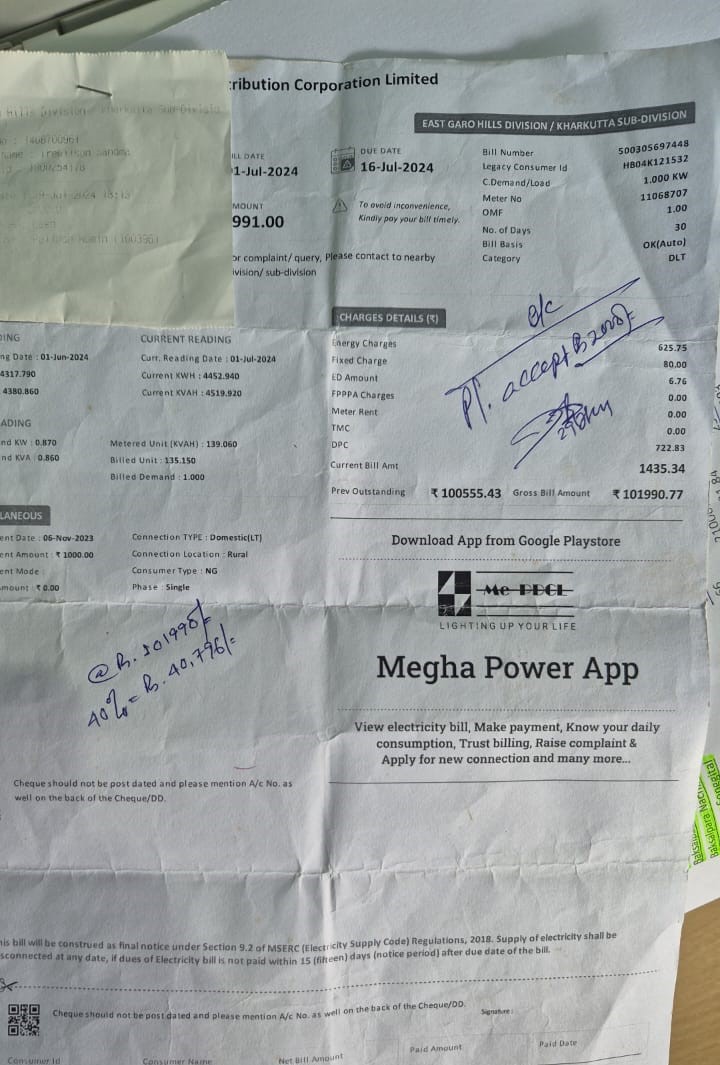 tribution Corporation Limited
EAST GARO HILLS DIVISION / KHARKUTTA SUB-DIVISION
Hills Division / Kharkutta Sub-Divisio
1408700961
ILL DATE
1-Jul-2024
DUE DATE
16-Jul-2024
MOUNT
991.00
To avoid inconvenience,
Kindly pay your bill timely.
or complaint/ query, Please contact to nearby
ivision/ sub-division
Bill Number 500305697448
Legacy Consumer Id HB04K121532
C.Demand/Load 1.000 KW
Meter No 11068707
OMF 1.00
No. of Days 30
Bill Basis OK(Auto)
Category DLT
ING
ng Date : 01-Jun-2024
4317.790
4380.860
CURRENT READING
Curr. Reading Date : 01-Jul-2024
Current KWH : 4452.940
Current KVAH : 4519.920
ADING
nd KW : 0.870
nd KVA : 0.860
Metered Unit (KVAH) : 139.060
Billed Unit : 135.150
Billed Demand : 1.000
CHARGES DETAILS (₹)
Energy Charges 625.75
Fixed Charge 80.00
ED Amount 6.76
FPPPA Charges 0.00
Meter Rent 0.00
TMC 0.00
DPC 722.83
Current Bill Amt 1435.34
Prev Outstanding ₹ 100555.43 Gross Bill Amount ₹ 101990.77
accept
LANEOUS
ent Date : 06-Nov-2023
ent Amount : ₹ 1000.00
ent Mode :
mount : ₹ 0.00
Connection TYPE : Domestic(LT)
Connection Location : Rural
Consumer Type : NG
Phase : Single
@ Rs. 101990/-
40% = Rs. 40,796/-
Download App from Google Playstore
Me PDCL
LIGHTING UP YOUR LIFE
Megha Power App
View electricity bill, Make payment, Know your daily
consumption, Trust billing, Raise complaint &
Apply for new connection and many more...
Cheque should not be post dated and please mention A/c No. as
well on the back of the Cheque/DD.
his bill will be construed as final notice under Section 9.2 of MSERC (Electricity Supply Code) Regulations, 2018. Supply of electricity shall be
sconnected at any date, if dues of Electricity bill is not paid within 15 (fifteen) days (notice period) after due date of the bill.
Cheque should not be post dated and please mention A/c No. as well on the back of the Cheque/DD.
Signature :
Consumer Id Consumer Name Net Bill Amount Paid Amount Paid Date